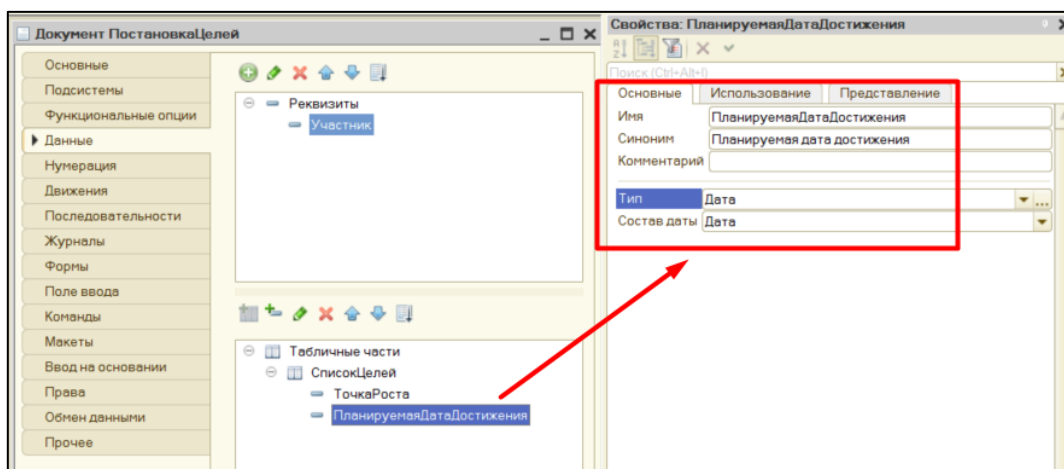 Документ ПостановкаЦелей
Основные
Подсистемы
Функциональные опции
Данные
Нумерация
Движения
Последовательности
Журналы
Формы
Поле ввода
Команды
Макеты
Ввод на основании
Права
Обмен данными
Прочее
Реквизиты
Участник
Табличные части
СписокЦелей
ТочкаРоста
ПланируемаяДатаДостижения
Свойства: ПланируемаяДатаДостижения
Поиск (Ctrl+Alt+I)
Основные Использование Представление
Имя ПланируемаяДатаДостижения
Синоним Планируемая дата достижения
Комментарий
Тип Дата
Состав даты Дата